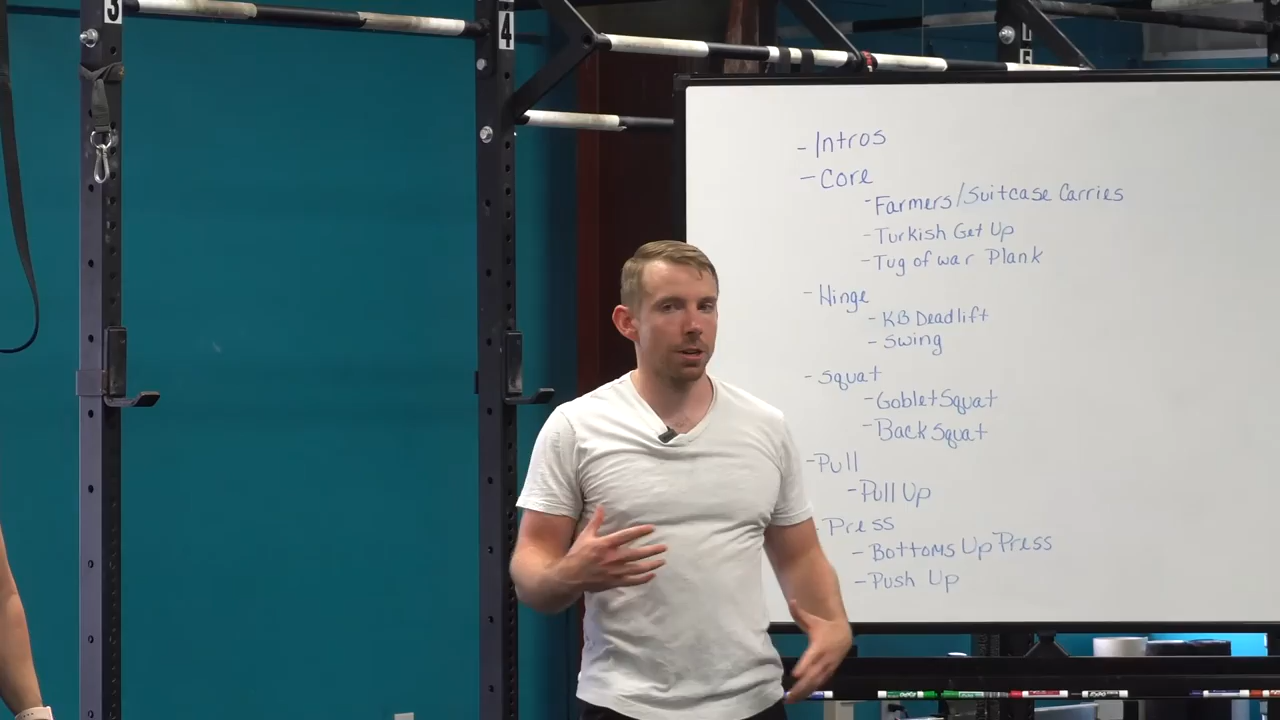 3
4
- Intros
- Core
- Farmers/Suitcase Carries
- Turkish Get Up
- Tug of war Plank
- Hinge
- KB Deadlift
- Swing
- Squat
- Goblet Squat
- Back Squat
- Pull
- Pull Up
- Press
- Bottoms Up Press
- Push Up